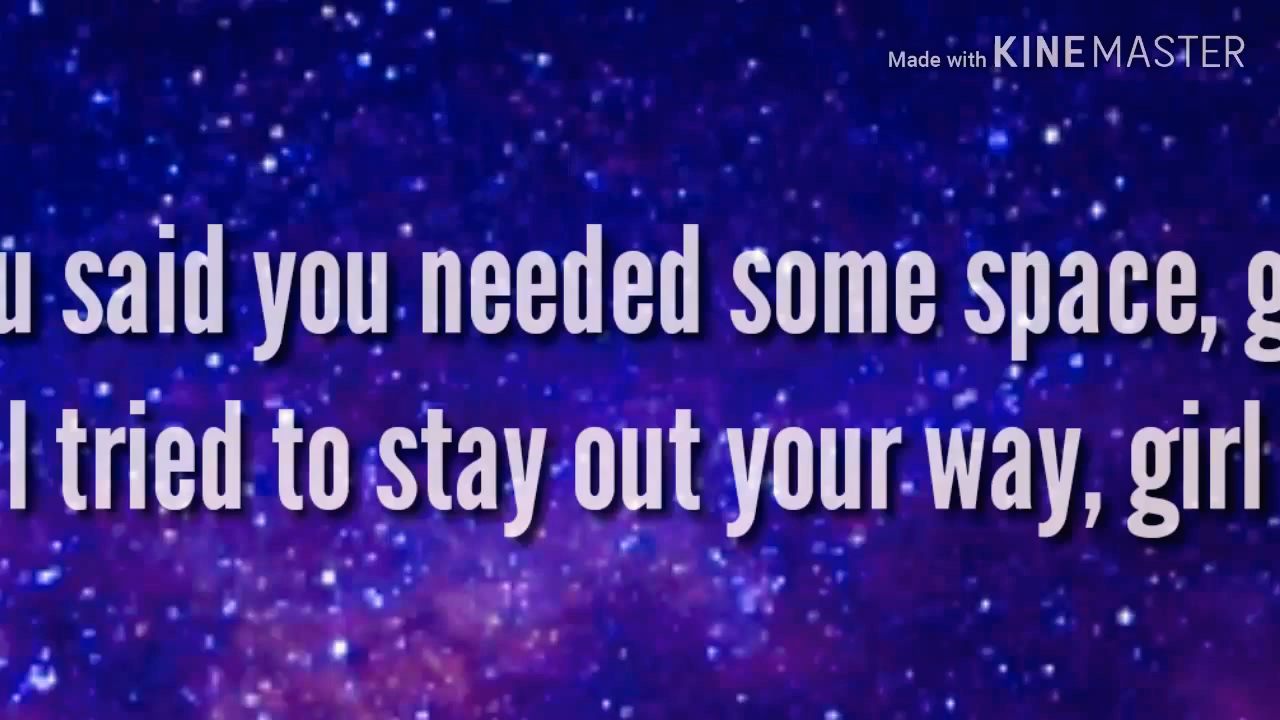 Made with KINEMASTER
said you needed some space,
I tried to stay out your way, girl